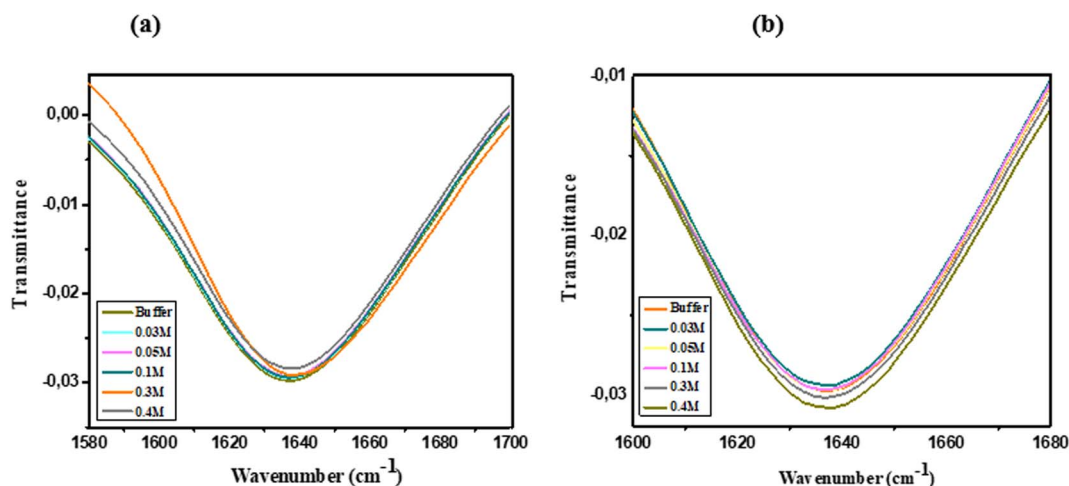 (a)
(b)
0,00
-0,01
-0,02
-0,03
Transmittance
Buffer
0.03M
0.05M
0.1M
0.3M
0.4M
1580
1600
1620
1640
1660
1680
1700
Wavenumber (cm-1)
-0,01
-0,02
-0,03
Transmittance
Buffer
0.03M
0.05M
0.1M
0.3M
0.4M
1600
1620
1640
1660
1680
Wavenumber (cm-1)